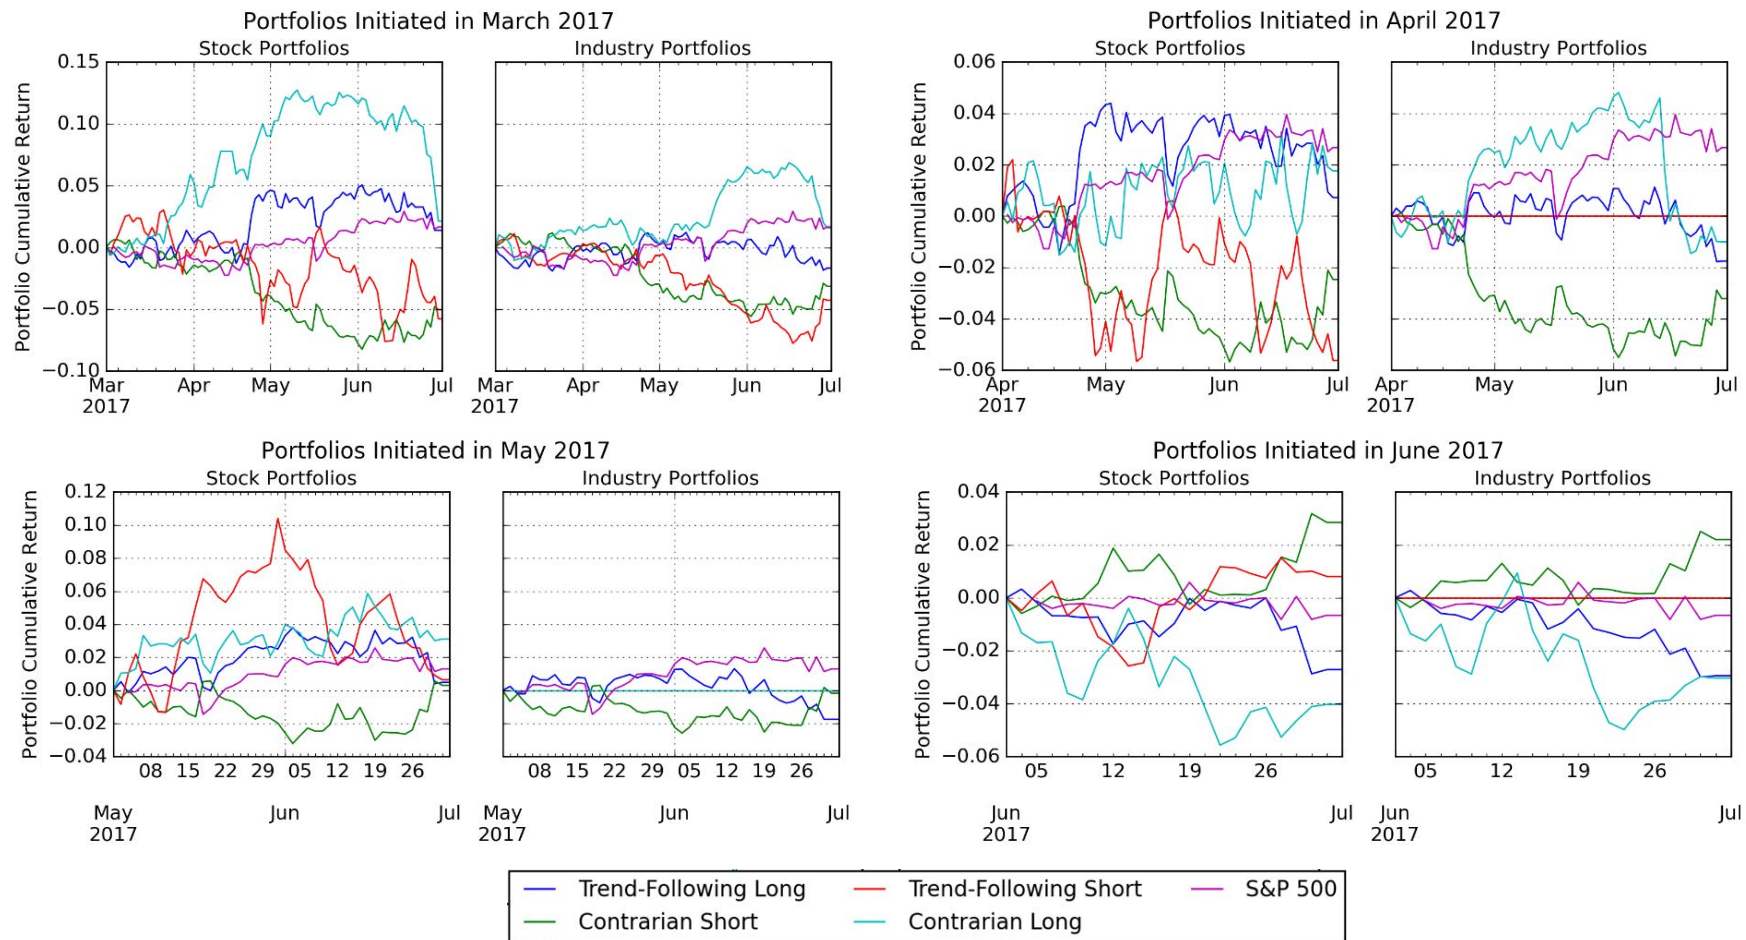 Portfolios Initiated in March 2017
Stock Portfolios
Industry Portfolios
Portfolio Cumulative Return
0.15
0.10
0.05
0.00
−0.05
−0.10
Mar
2017
Apr
May
Jun
Jul
Mar
2017
Apr
May
Jun
Jul
Portfolios Initiated in April 2017
Stock Portfolios
Industry Portfolios
Portfolio Cumulative Return
0.06
0.04
0.02
0.00
−0.02
−0.04
−0.06
Apr
2017
May
Jun
Jul
Apr
2017
May
Jun
Jul
Portfolios Initiated in May 2017
Stock Portfolios
Industry Portfolios
Portfolio Cumulative Return
0.12
0.10
0.08
0.06
0.04
0.02
0.00
−0.02
−0.04
08 15 22 29 05 12 19 26
May
2017
Jun
Jul
08 15 22 29 05 12 19 26
May
2017
Jun
Jul
Portfolios Initiated in June 2017
Stock Portfolios
Industry Portfolios
Portfolio Cumulative Return
0.04
0.02
0.00
−0.02
−0.04
−0.06
05 12 19 26
Jun
2017
Jul
05 12 19 26
Jun
2017
Jul
Trend-Following Long
Trend-Following Short
S&P 500
Contrarian Short
Contrarian Long